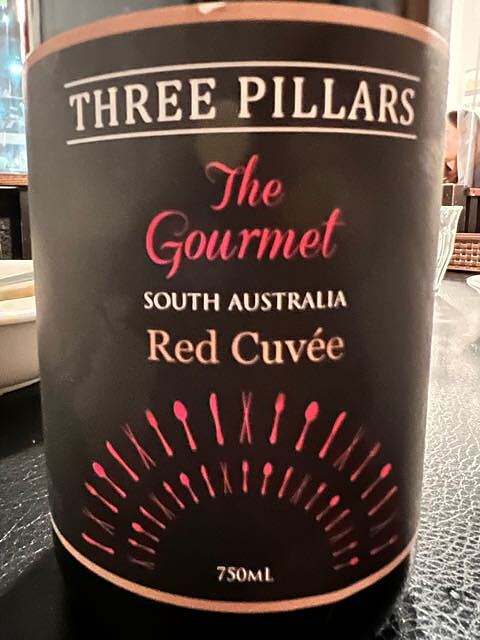 THREE PILLARS
The
Gourmet
SOUTH AUSTRALIA
Red Cuvée
750ML